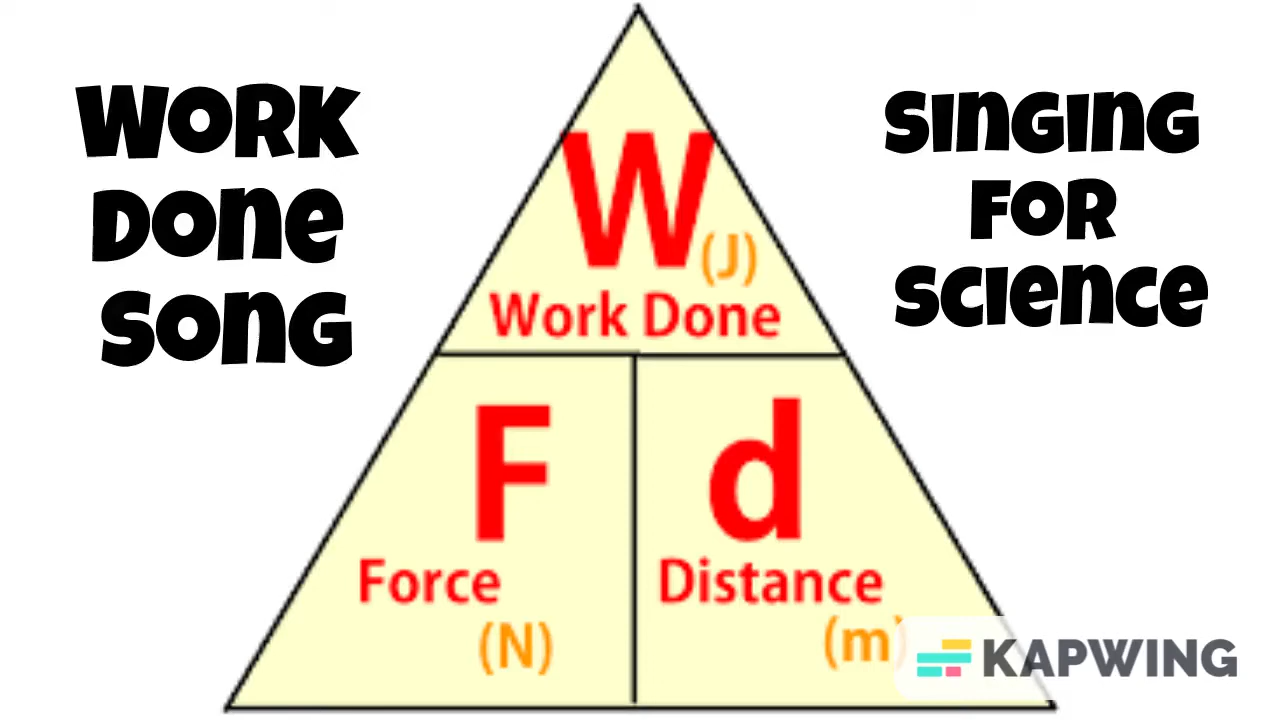 WORK
DONE
SONG
SINGING
FOR
SCIENCE
W
(J)
Work Done
F
Force
(N)
d
Distance
(m)
KAPWING